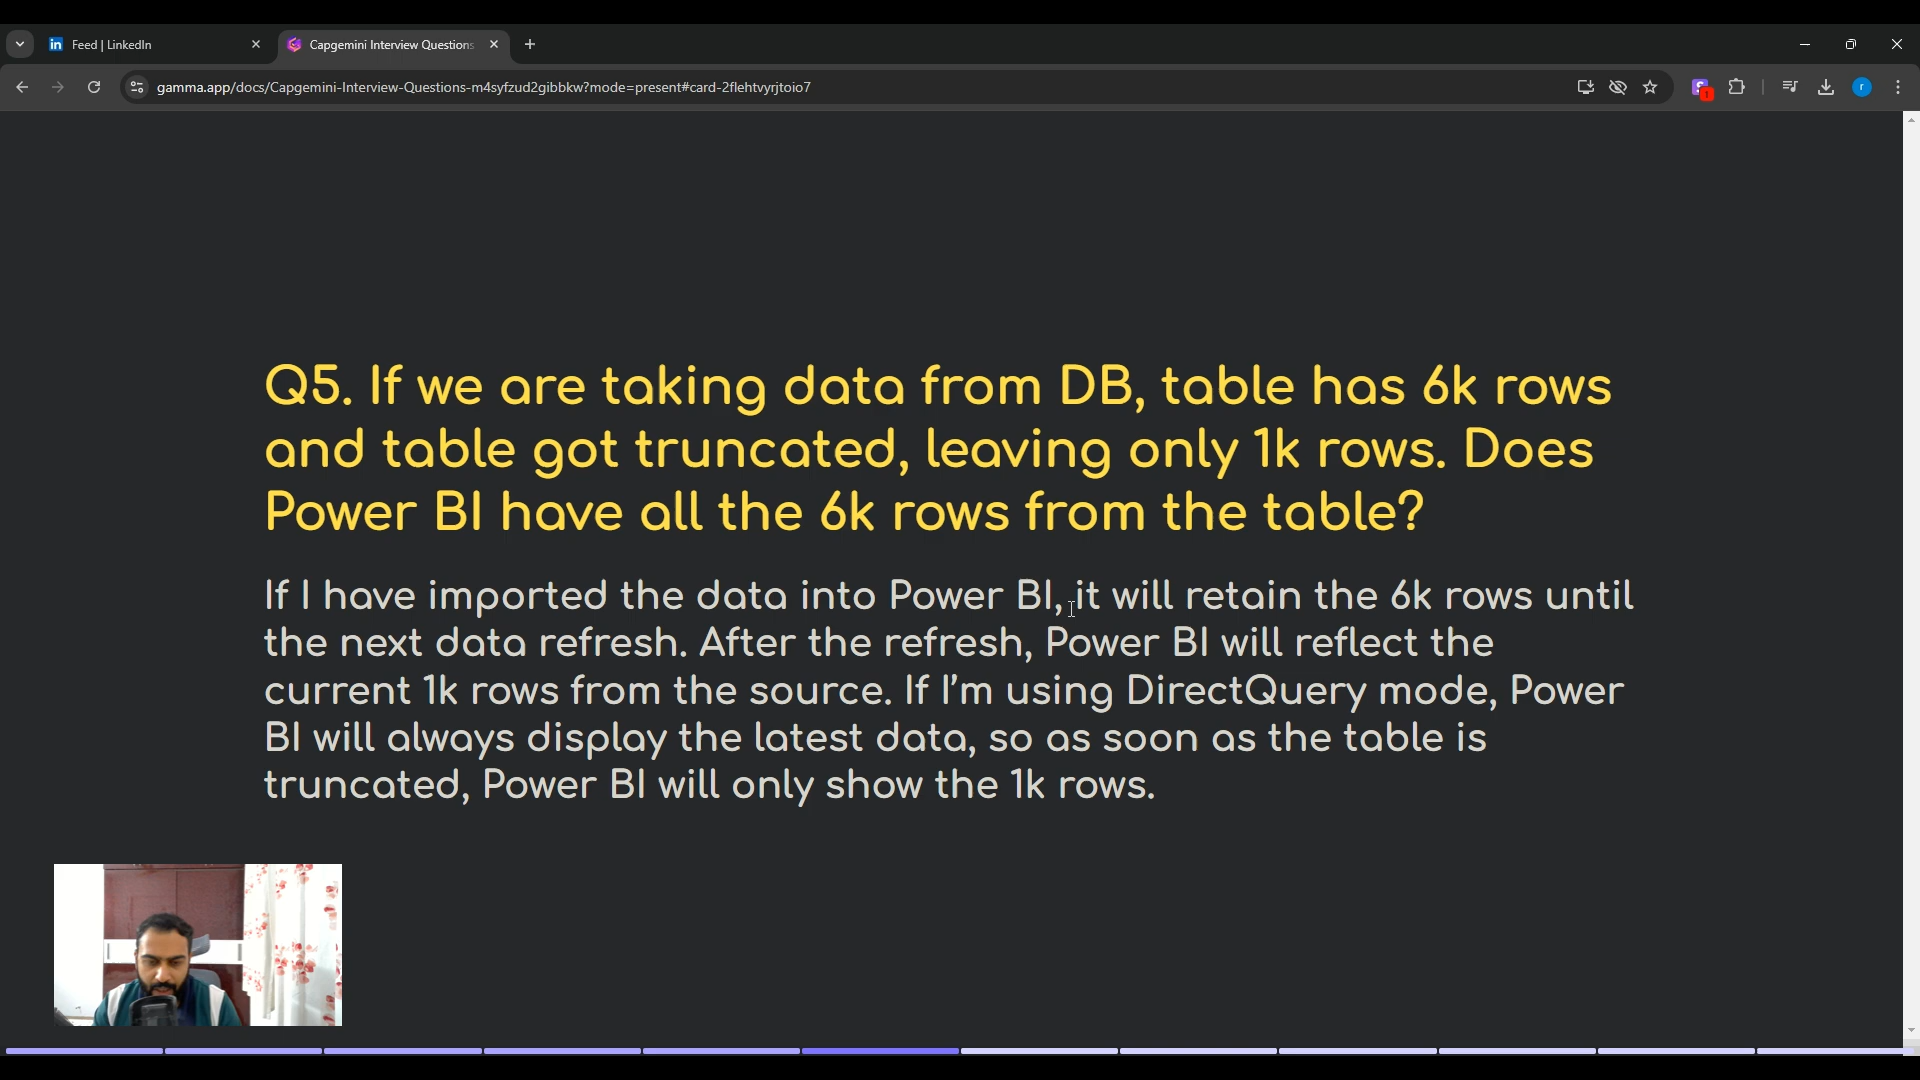 Feed | LinkedIn
Capgemini Interview Questions
gamma.app/docs/Capgemini-Interview-Questions-m4syfzud2gibbkw?mode=present#card-2flehtvyrjtoio7
Q5. If we are taking data from DB, table has 6k rows
and table got truncated, leaving only 1k rows. Does
Power BI have all the 6k rows from the table?
If I have imported the data into Power BI, it will retain the 6k rows until
the next data refresh. After the refresh, Power BI will reflect the
current 1k rows from the source. If I’m using DirectQuery mode, Power
BI will always display the latest data, so as soon as the table is
truncated, Power BI will only show the 1k rows.